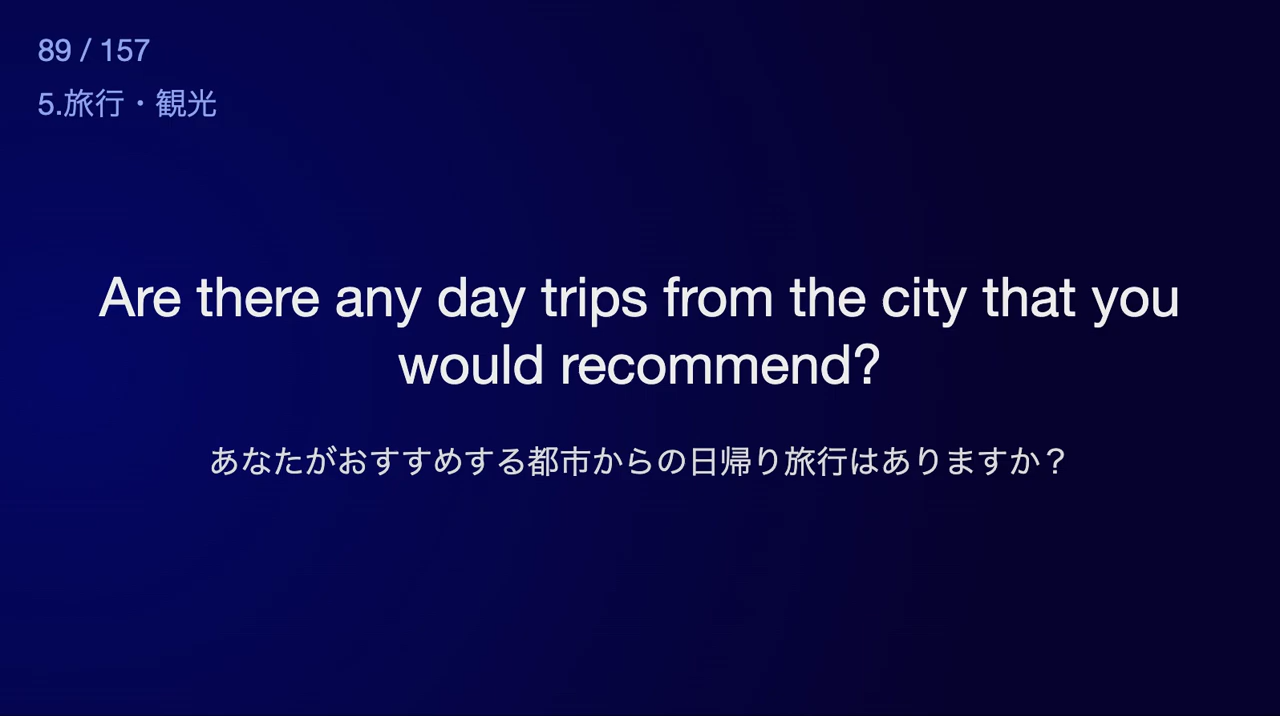 89 / 157
5.旅行・観光
Are there any day trips from the city that you
would recommend?
あなたがおすすめする都市からの日帰り旅行はありますか？